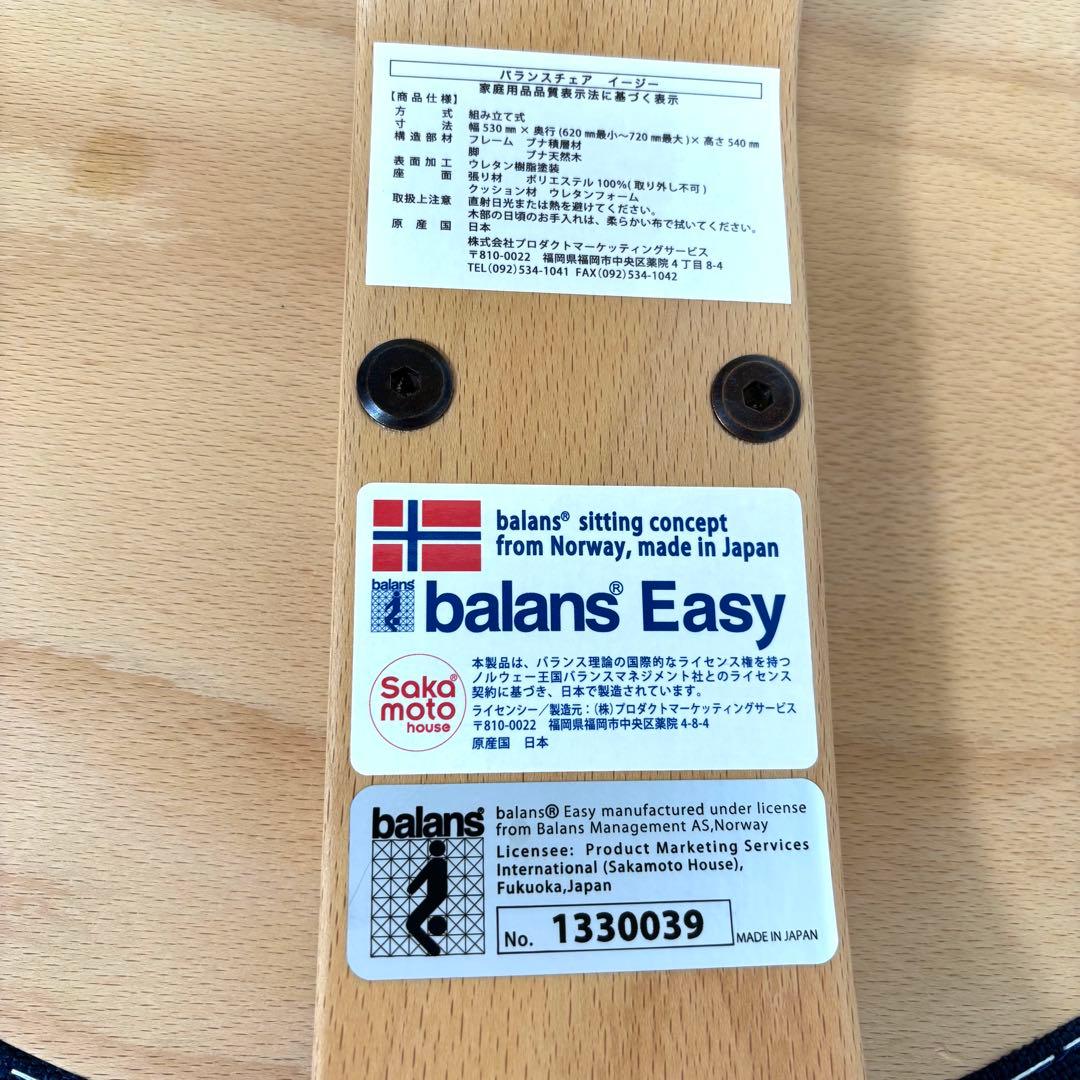 バランスチェア イージー
家庭用品品質表示法に基づく表示
【商品仕様】
方 式 組み立て式
寸 法 幅 530 ㎜ × 奥行 (620 ㎜最小〜720 ㎜最大 )× 高さ 540 ㎜
構造部材 フレーム ブナ積層材
脚 ブナ天然木
表面加工 ウレタン樹脂塗装
座 面 張り材 ポリエステル 100%( 取り外し不可 )
クッション材 ウレタンフォーム
取扱上注意 直射日光または熱を避けてください。
木部の日頃のお手入れは、柔らかい布で拭いてください。
原産国 日本
株式会社プロダクトマーケッティングサービス
〒810-0022 福岡県福岡市中央区薬院 4 丁目 8-4
TEL(092)534-1041 FAX(092)534-1042
balans® sitting concept
from Norway, made in Japan
balans®
balans® Easy
Saka®
moto
house
本製品は、バランス理論の国際的なライセンス権を持つ
ノルウェー王国バランスマネジメント社とのライセンス
契約に基づき、日本で製造されています。
ライセンシー／製造元：（株）プロダクトマーケッティングサービス
〒810-0022 福岡県福岡市中央区薬院 4-8-4
原産国 日本
balans®
balans® Easy manufactured under license
from Balans Management AS,Norway
Licensee: Product Marketing Services
International (Sakamoto House),
Fukuoka,Japan
No. 1330039
MADE IN JAPAN